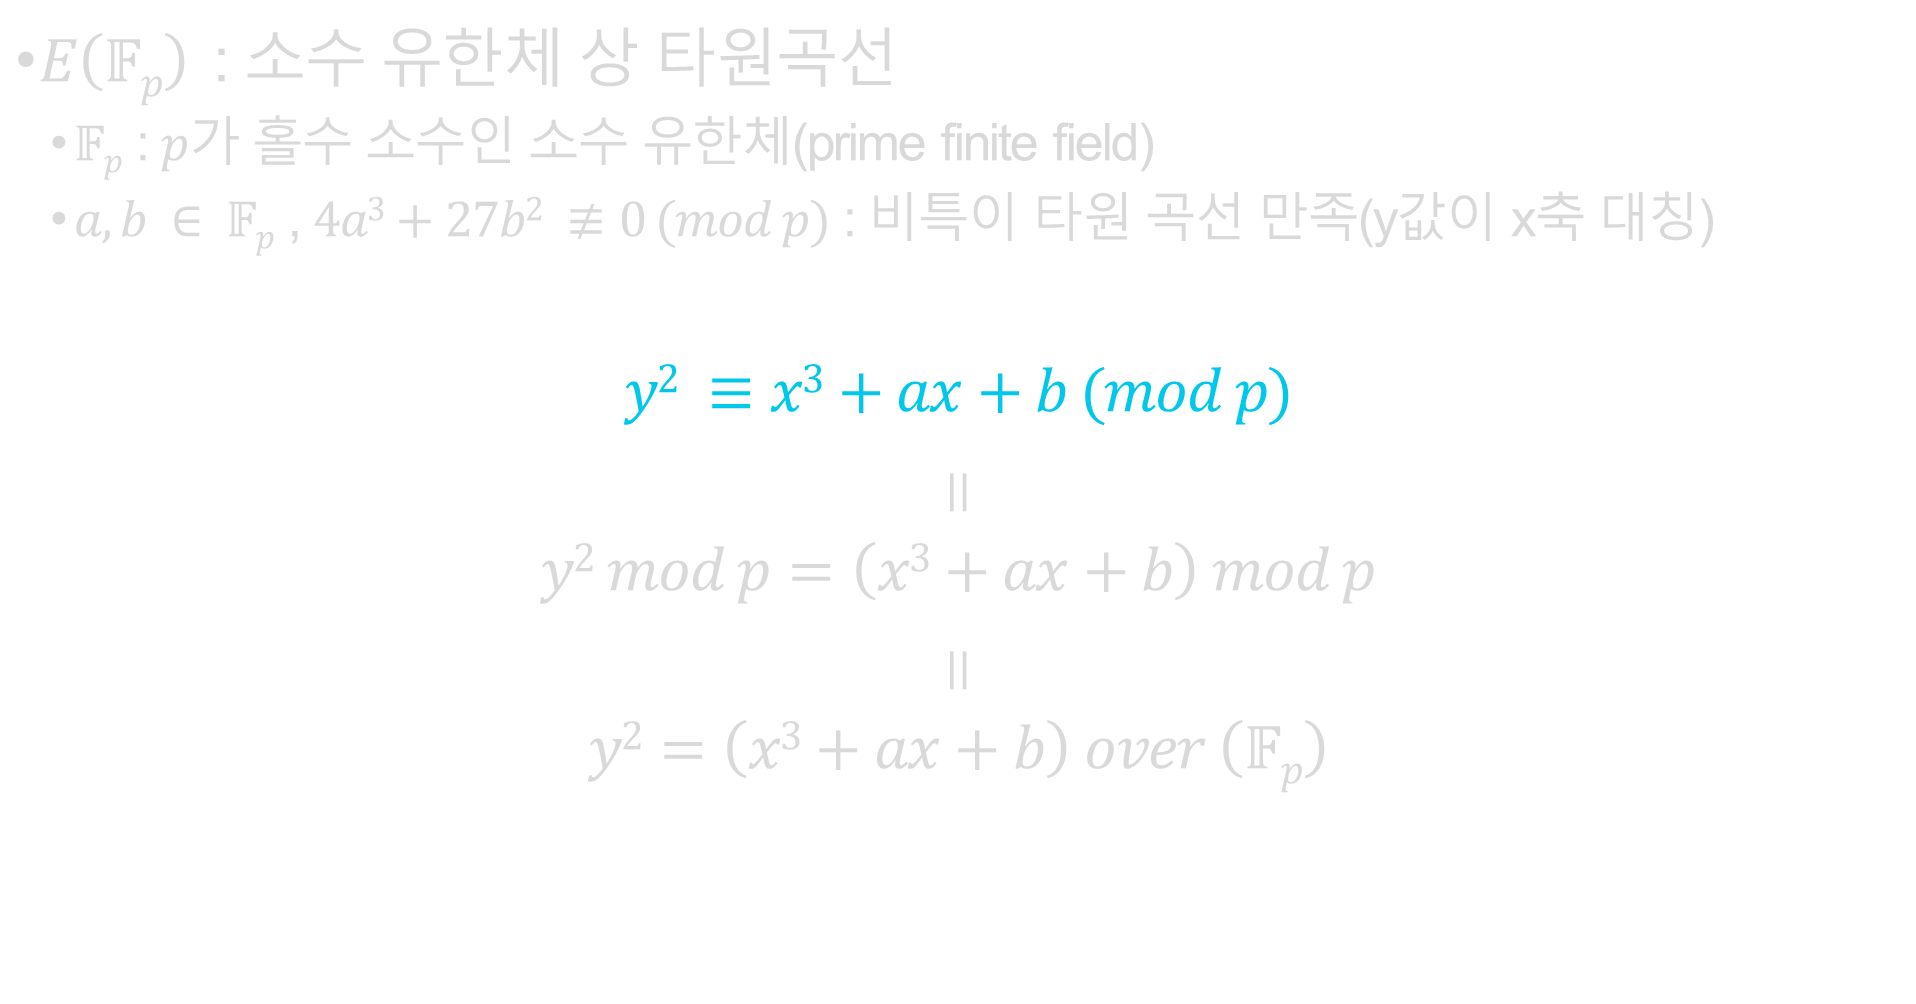 •E(𝔽ₚ) : 소수 유한체 상 타원곡선
•𝔽ₚ : p가 홀수 소수인 소수 유한체(prime finite field)
•a, b ∈ 𝔽ₚ , 4a³ + 27b² ≢ 0 (mod p) : 비특이 타원 곡선 만족(y값이 x축 대칭)
y² ≡ x³ + ax + b (mod p)
=
y² mod p = (x³ + ax + b) mod p
=
y² = (x³ + ax + b) over (𝔽ₚ)